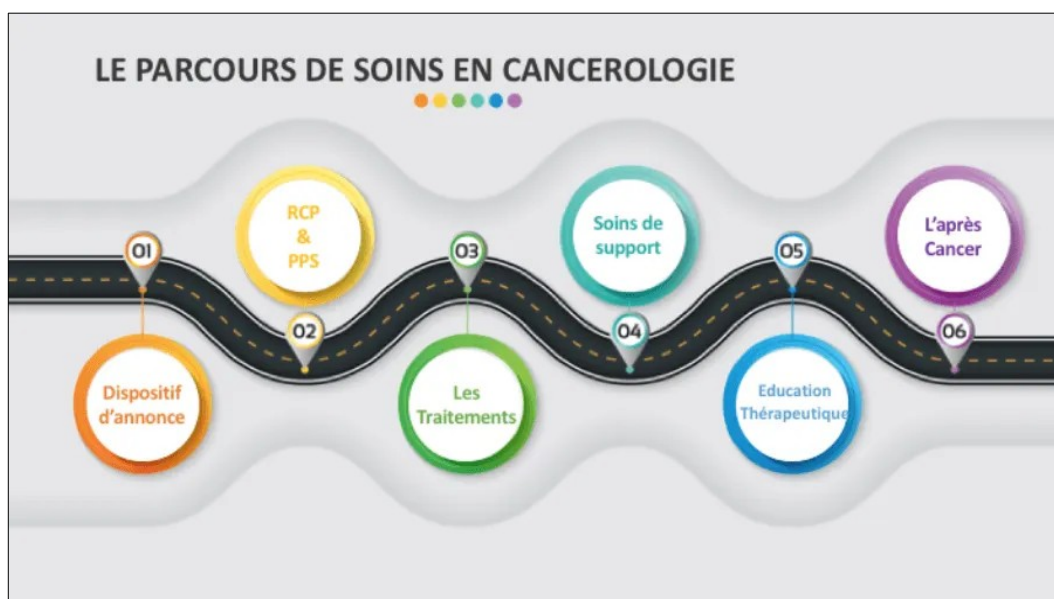 LE PARCOURS DE SOINS EN CANCEROLOGIE
01
Dispositif
d'annonce
02
RCP
&
PPS
03
Les
Traitements
04
Soins de
support
05
Education
Thérapeutique
06
L'après
Cancer